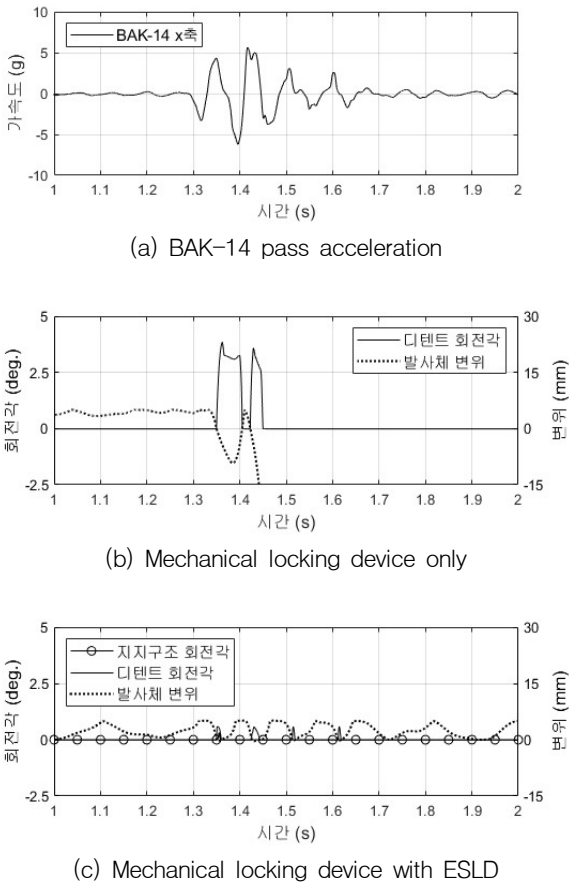 BAK-14 x축
10
5
0
-5
-10
가속도 (g)
1 1.1 1.2 1.3 1.4 1.5 1.6 1.7 1.8 1.9 2
시간 (s)
(a) BAK-14 pass acceleration
디텐트 회전각
발사체 변위
5
2.5
0
-2.5
회전각 (deg.)
30
15
0
-15
변위 (mm)
1 1.1 1.2 1.3 1.4 1.5 1.6 1.7 1.8 1.9 2
시간 (s)
(b) Mechanical locking device only
지지구조 회전각
디텐트 회전각
발사체 변위
5
2.5
0
-2.5
회전각 (deg.)
30
15
0
-15
변위 (mm)
1 1.1 1.2 1.3 1.4 1.5 1.6 1.7 1.8 1.9 2
시간 (s)
(c) Mechanical locking device with ESLD